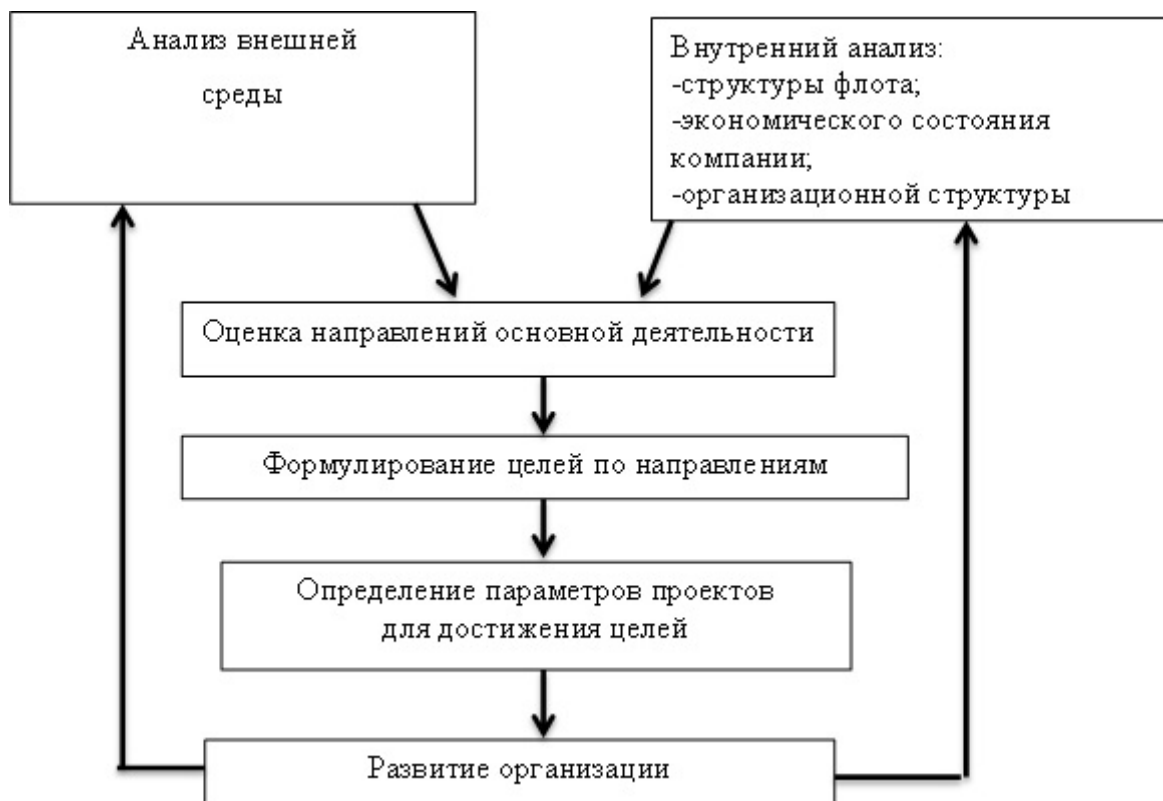 Анализ внешней
среды
Внутренний анализ:
-структуры флота;
-экономического состояния
компании;
-организационной структуры
Оценка направлений основной деятельности
Формулирование целей по направлениям
Определение параметров проектов
для достижения целей
Развитие организации